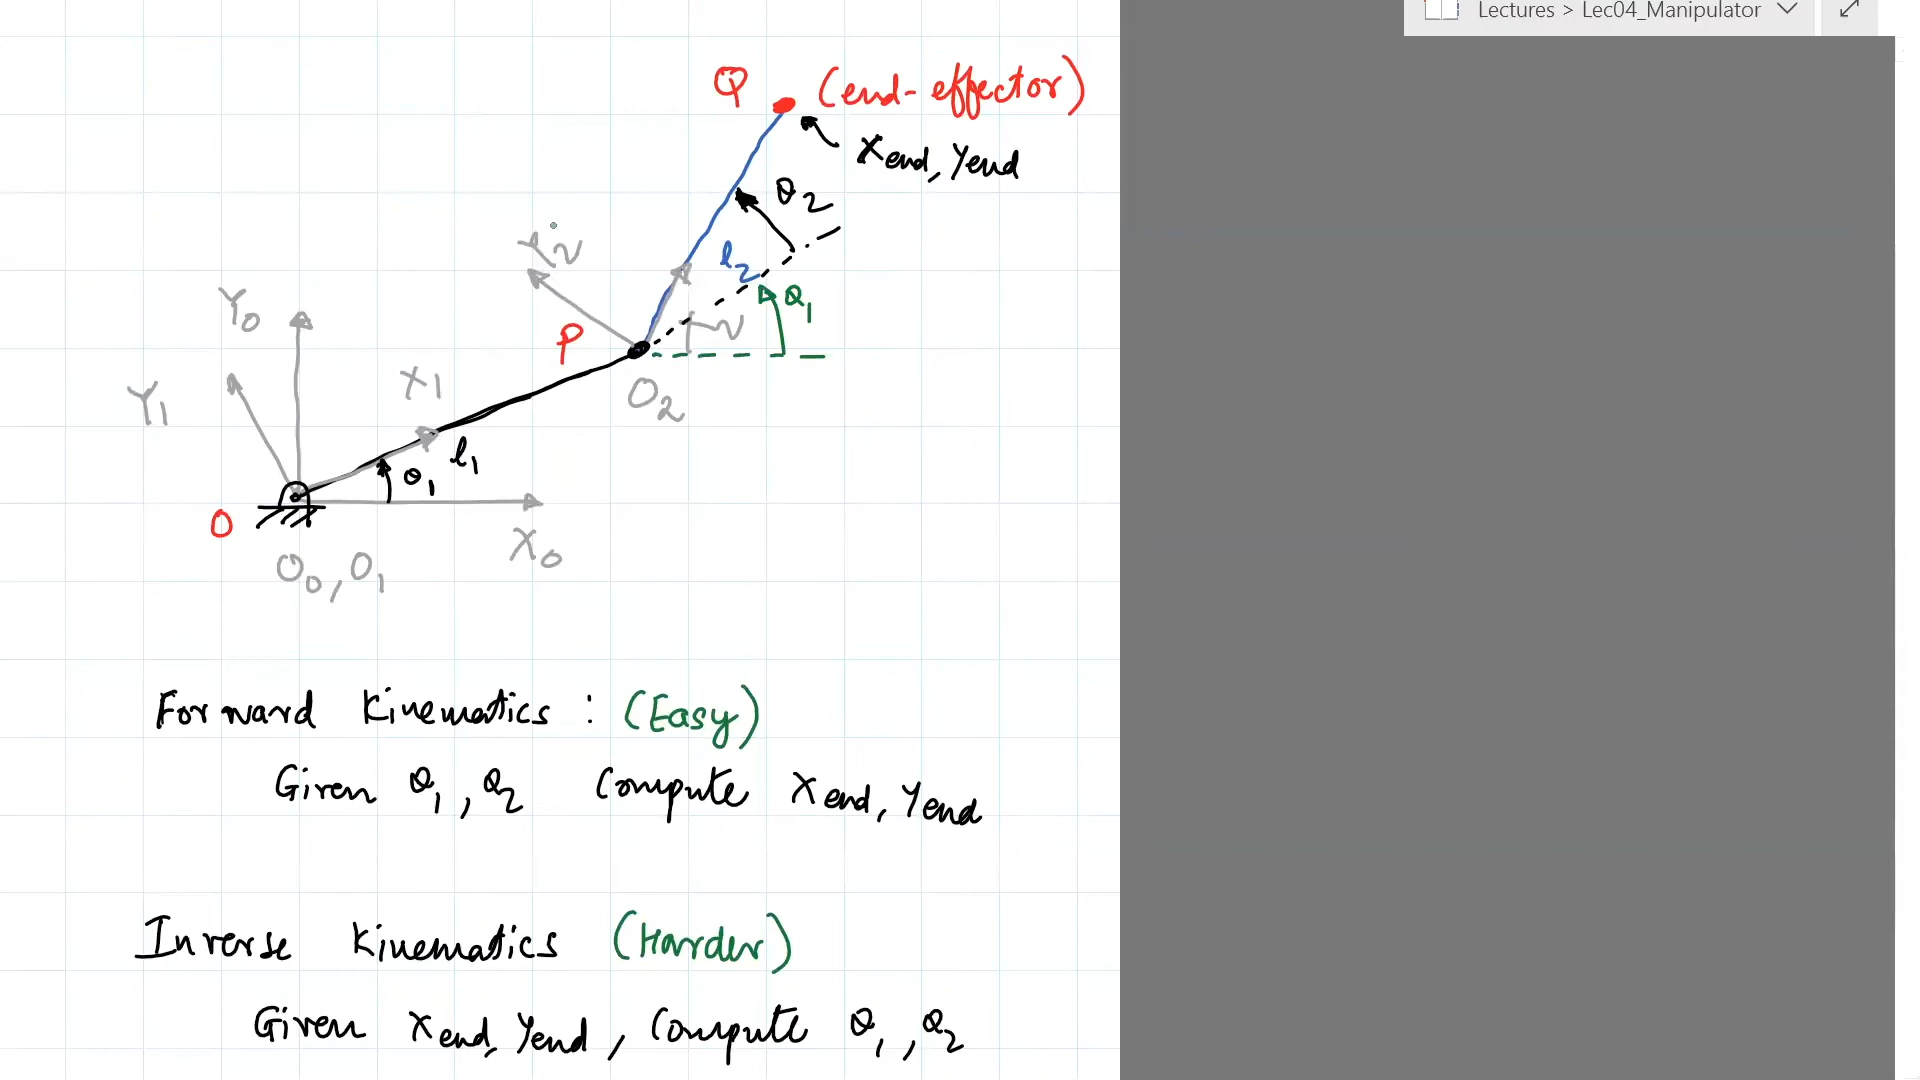 Lectures > Lec04_Manipulator
Q (end-effector)
Xend, Yend
θ2
Y2
l2
θ1
Y0
P
X1
O2
Y1
l1
θ1
O
X0
O0, O1
Forward Kinematics : (Easy)
Given θ1, θ2 Compute Xend, Yend
Inverse Kinematics (Harder)
Given Xend, Yend, Compute θ1, θ2